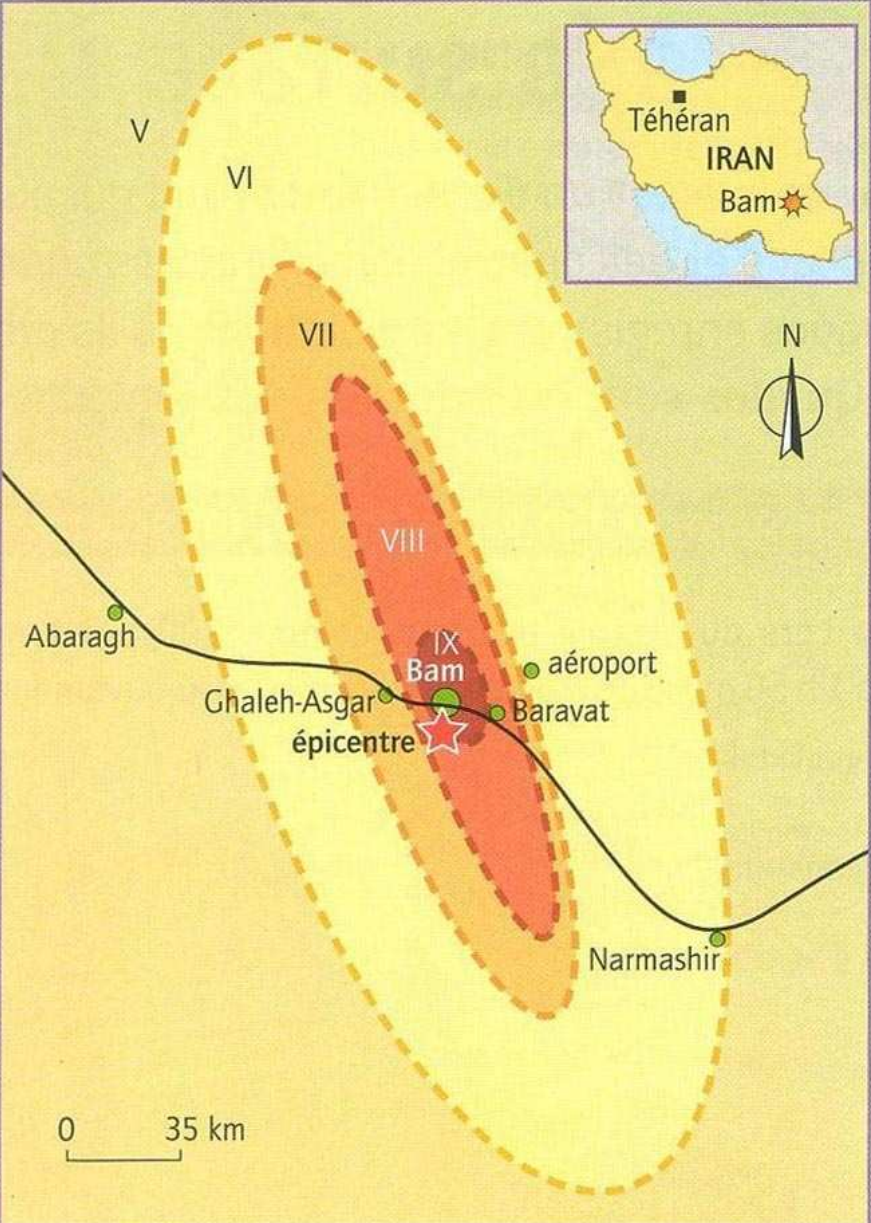 V
VI
Téhéran
IRAN
Bam
VII
N
VIII
IX
Bam
Abaragh
aéroport
Ghaleh-Asgar
Baravat
épicentre
Narmashir
0 35 km